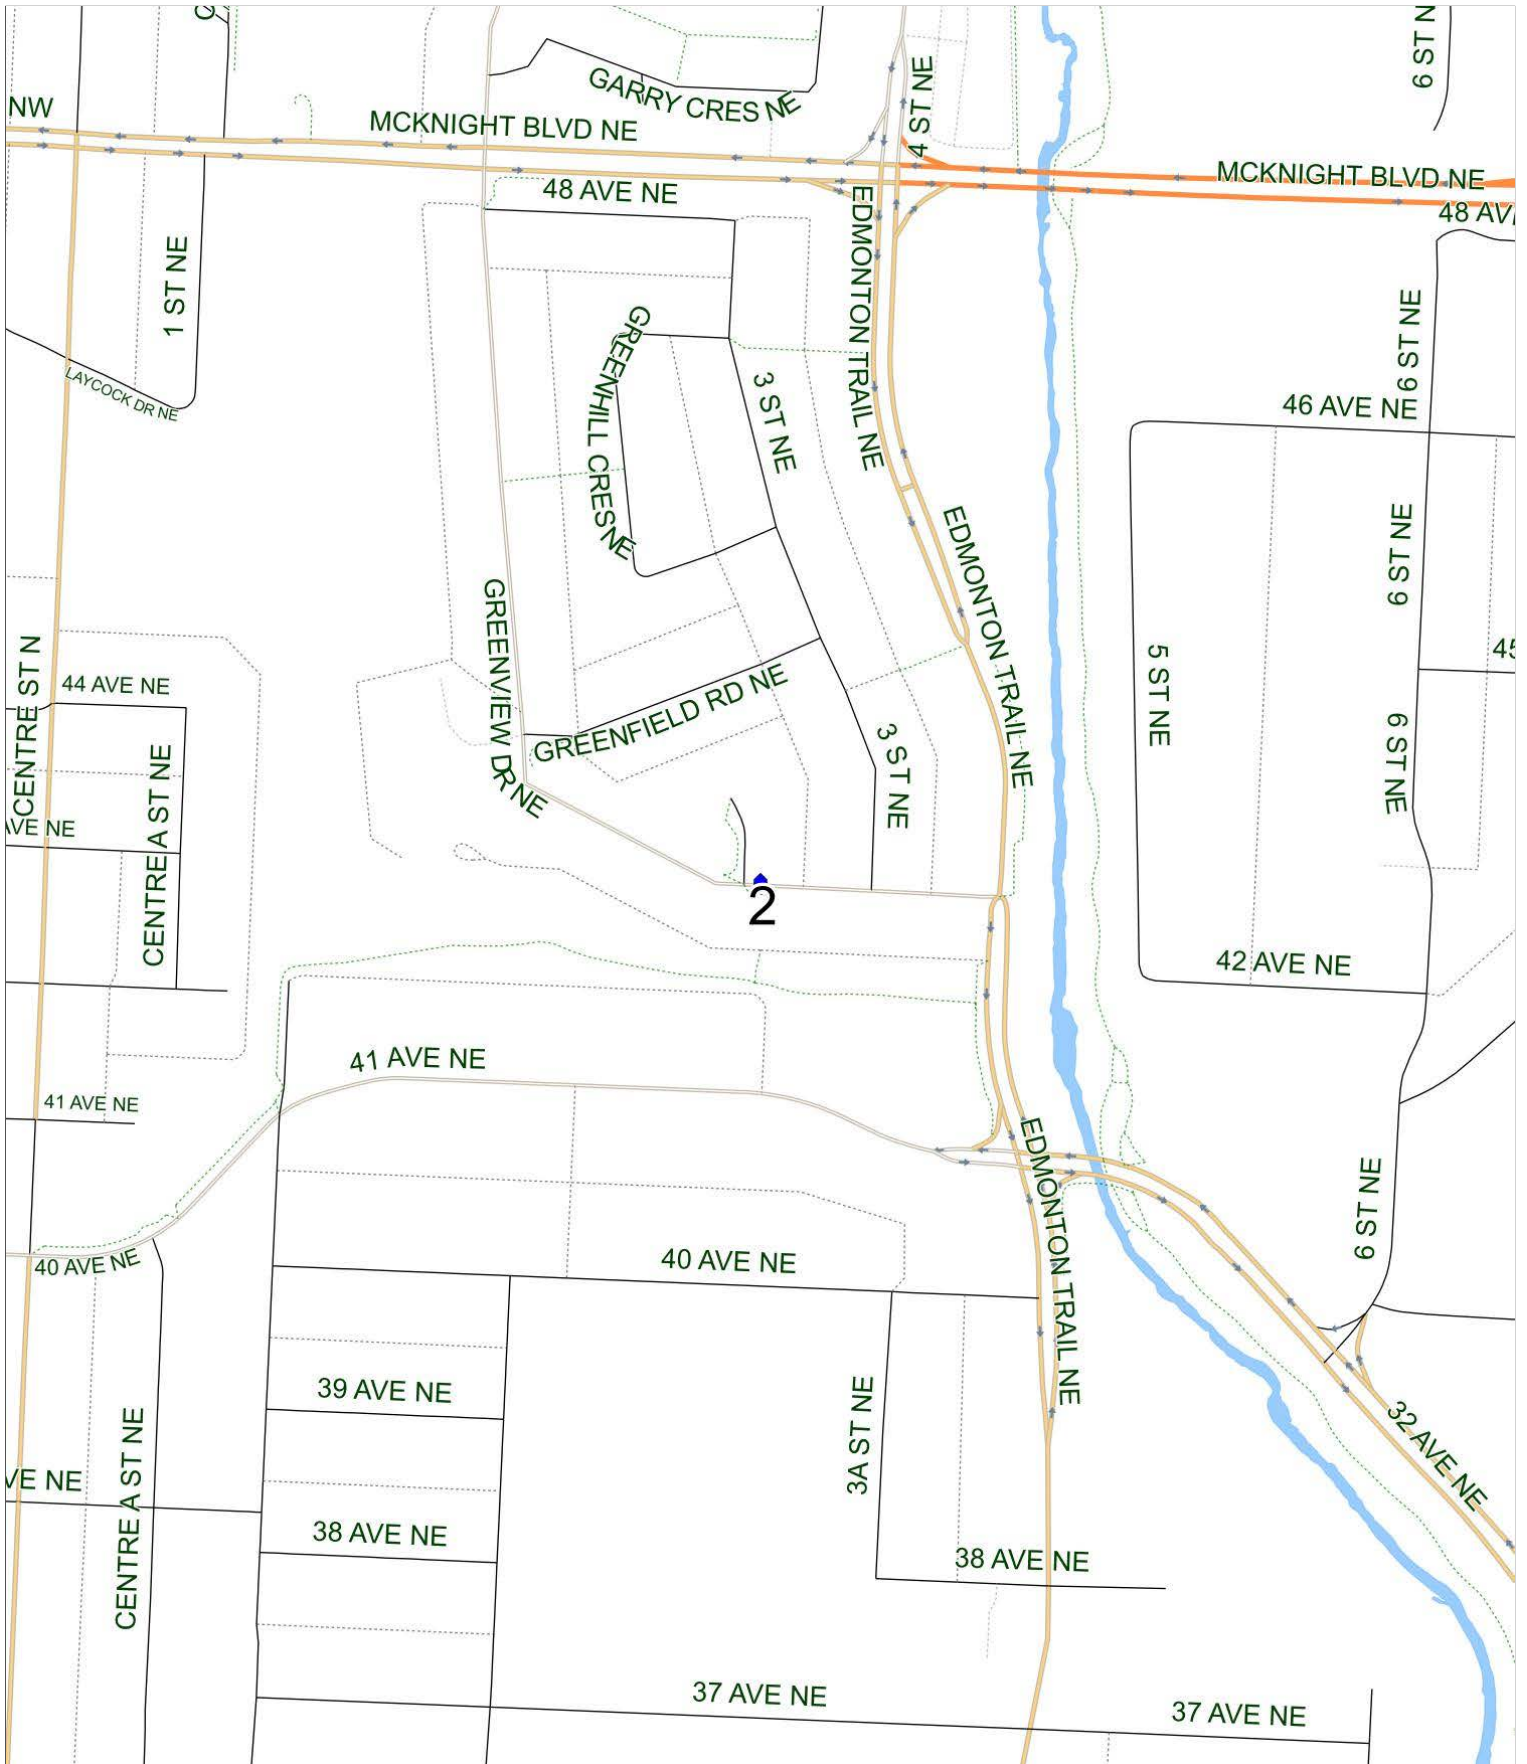 6 ST NE
NW
GARRY CRES NE
4 ST NE
MCKNIGHT BLVD NE
MCKNIGHT BLVD NE
48 AVE NE
48 AV
EDMONTON TRAIL NE
1 ST NE
6 ST NE
GREENHILL CRES NE
LAYCOCK DR NE
3 ST NE
46 AVE NE
EDMONTON TRAIL NE
6 ST NE
GREENVIEW DR NE
CENTRE ST N
44 AVE NE
5 ST NE
45
GREENFIELD RD NE
3 ST NE
6 ST NE
CENTRE A ST NE
AVE NE
2
42 AVE NE
41 AVE NE
41 AVE NE
EDMONTON TRAIL NE
6 ST NE
40 AVE NE
40 AVE NE
39 AVE NE
3A ST NE
32 AVE NE
CENTRE A ST NE
VE NE
38 AVE NE
38 AVE NE
37 AVE NE
37 AVE NE